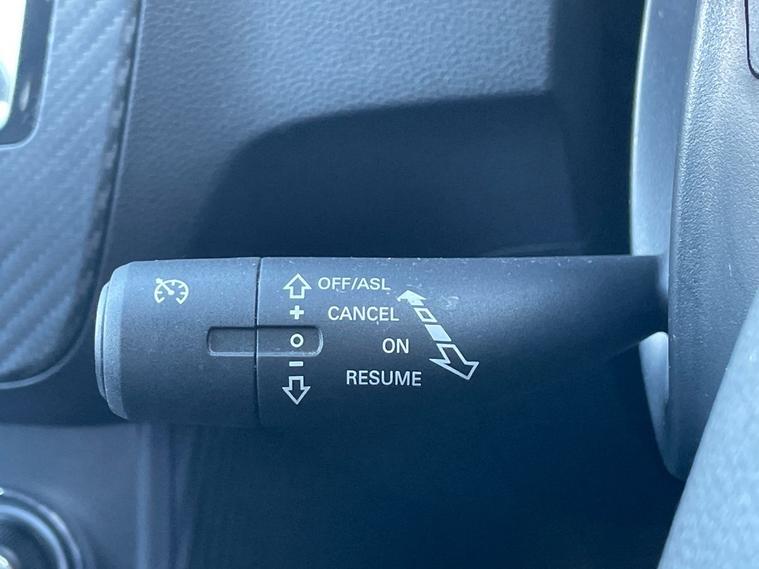 OFF/ASL
+ CANCEL
O ON
- RESUME